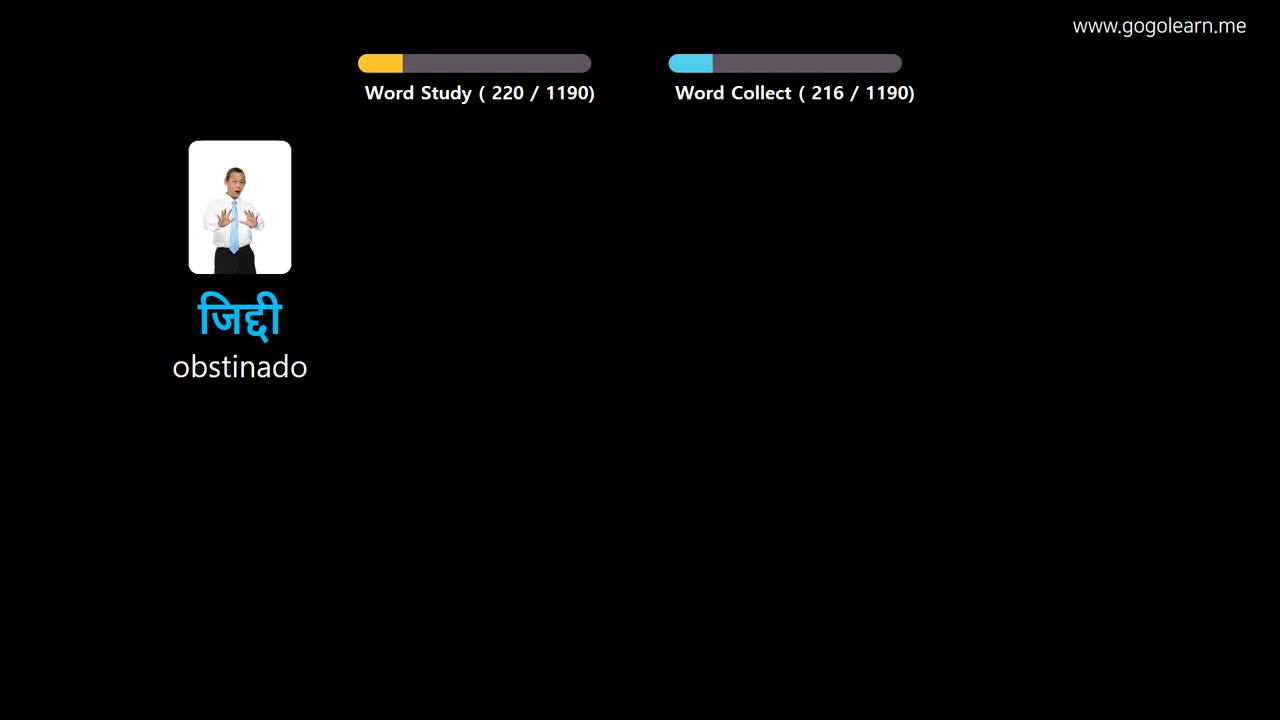 www.gogolearn.me
Word Study ( 220 / 1190)
Word Collect ( 216 / 1190)
जिद्दी
obstinado